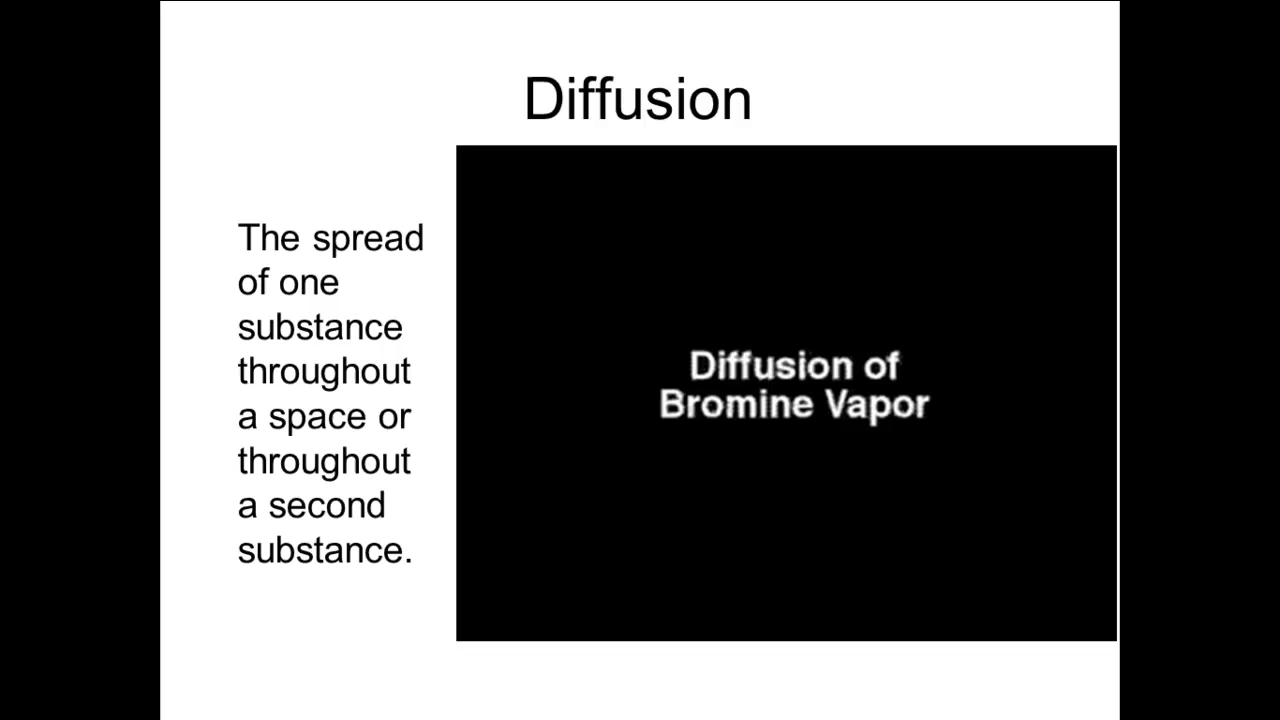 Diffusion
The spread
of one
substance
throughout
a space or
throughout
a second
substance.
Diffusion of
Bromine Vapor